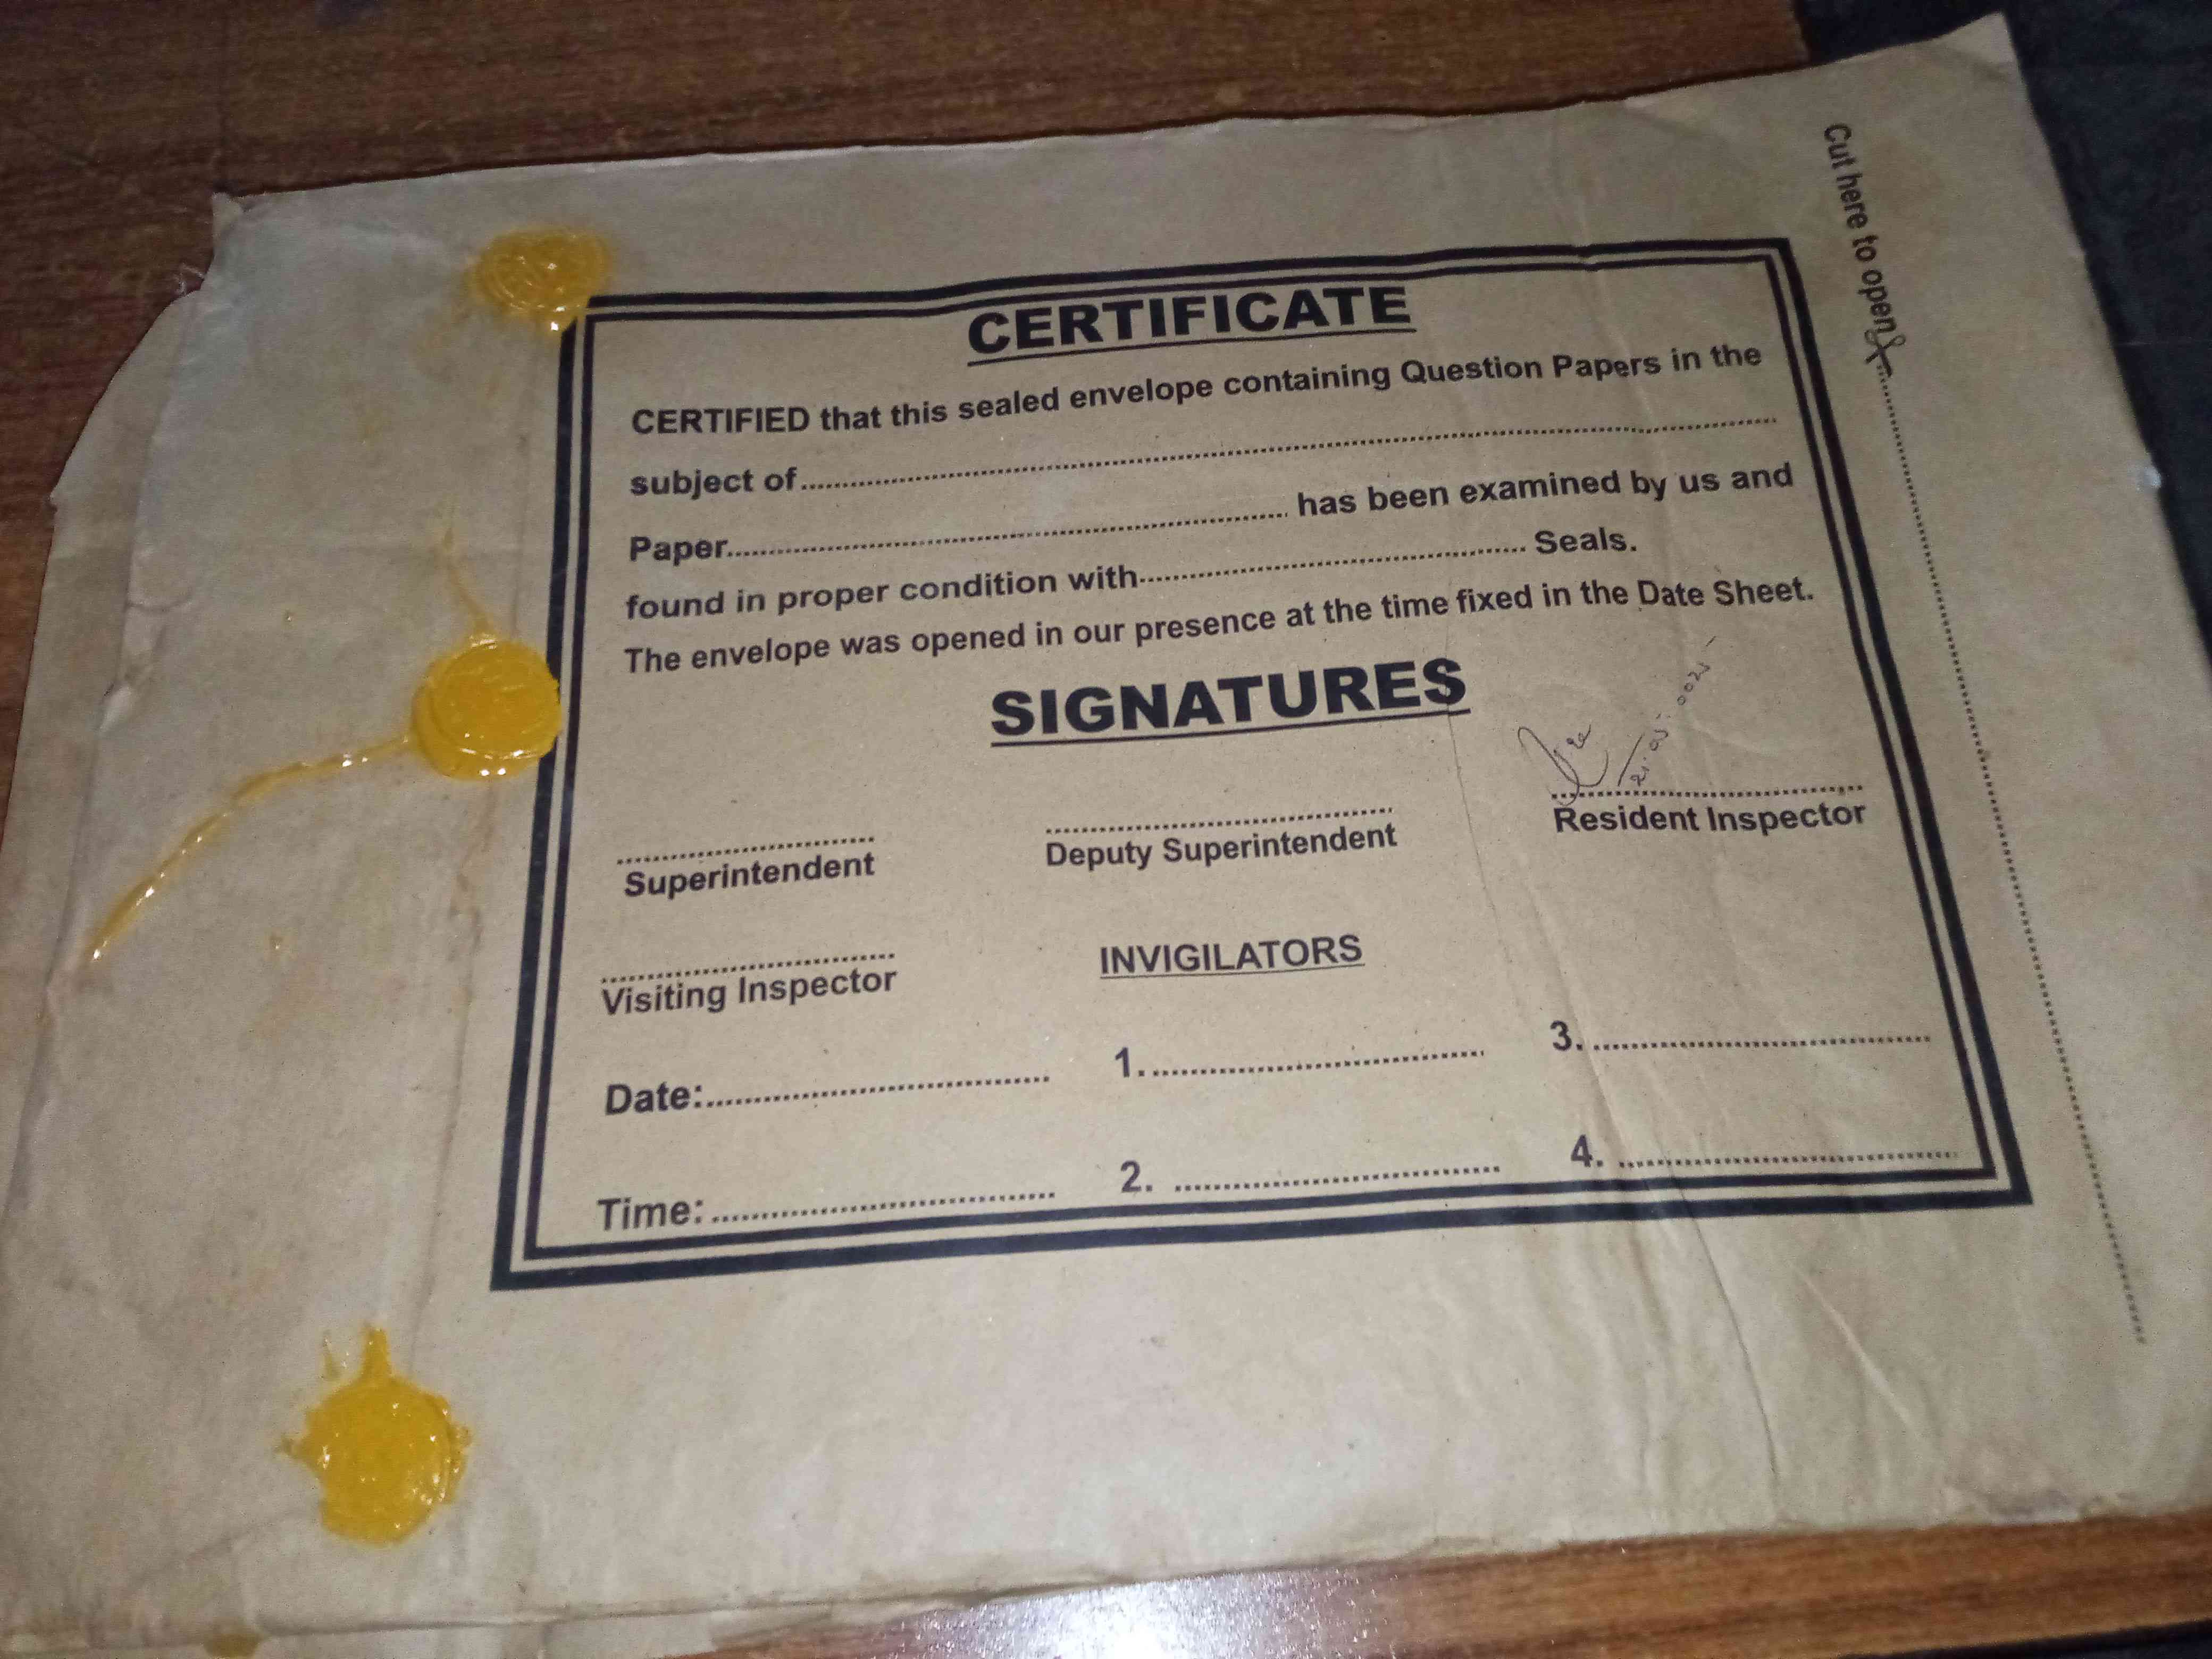 Cut here to open
CERTIFICATE
CERTIFIED that this sealed envelope containing Question Papers in the
subject of
Paper has been examined by us and
found in proper condition with Seals.
The envelope was opened in our presence at the time fixed in the Date Sheet.
SIGNATURES
Superintendent Deputy Superintendent Resident Inspector
Visiting Inspector INVIGILATORS
Date: 1. 3.
Time: 2. 4.